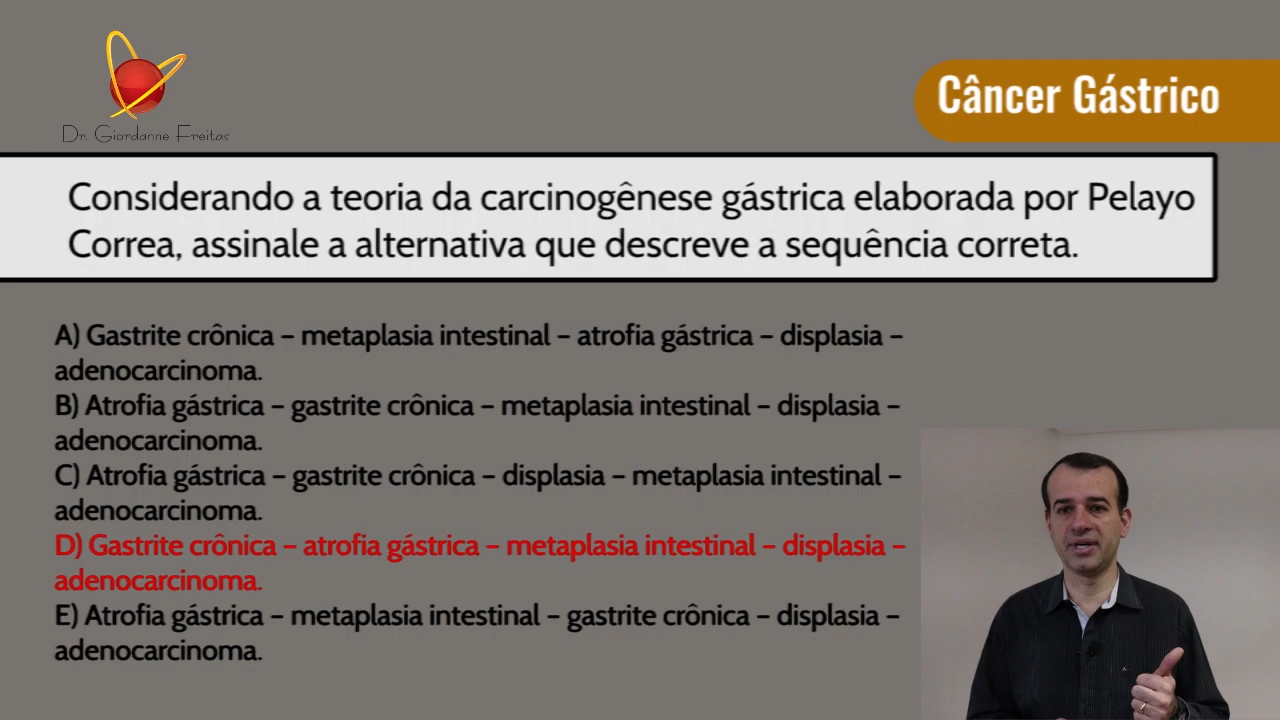 Dr. Giordanne Freitas
Câncer Gástrico
Considerando a teoria da carcinogênese gástrica elaborada por Pelayo
Correa, assinale a alternativa que descreve a sequência correta.
A) Gastrite crônica – metaplasia intestinal – atrofia gástrica – displasia –
adenocarcinoma.
B) Atrofia gástrica – gastrite crônica – metaplasia intestinal – displasia –
adenocarcinoma.
C) Atrofia gástrica – gastrite crônica – displasia – metaplasia intestinal –
adenocarcinoma.
D) Gastrite crônica – atrofia gástrica – metaplasia intestinal – displasia –
adenocarcinoma.
E) Atrofia gástrica – metaplasia intestinal – gastrite crônica – displasia –
adenocarcinoma.